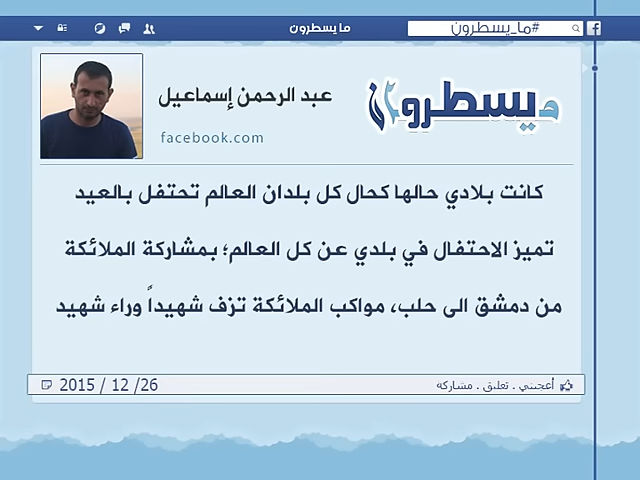 ما يسطرون
#ما_يسطرون
ما يسطرون
عبد الرحمن إسماعيل
facebook.com
كانت بلادي حالها كحال كل بلدان العالم تحتفل بالعيد
تميز الاحتفال في بلدي عن كل العالم؛ بمشاركة الملائكة
من دمشق الى حلب، مواكب الملائكة تزف شهيداً وراء شهيد
أعجبني . تعليق . مشاركه
2015 / 12 /26